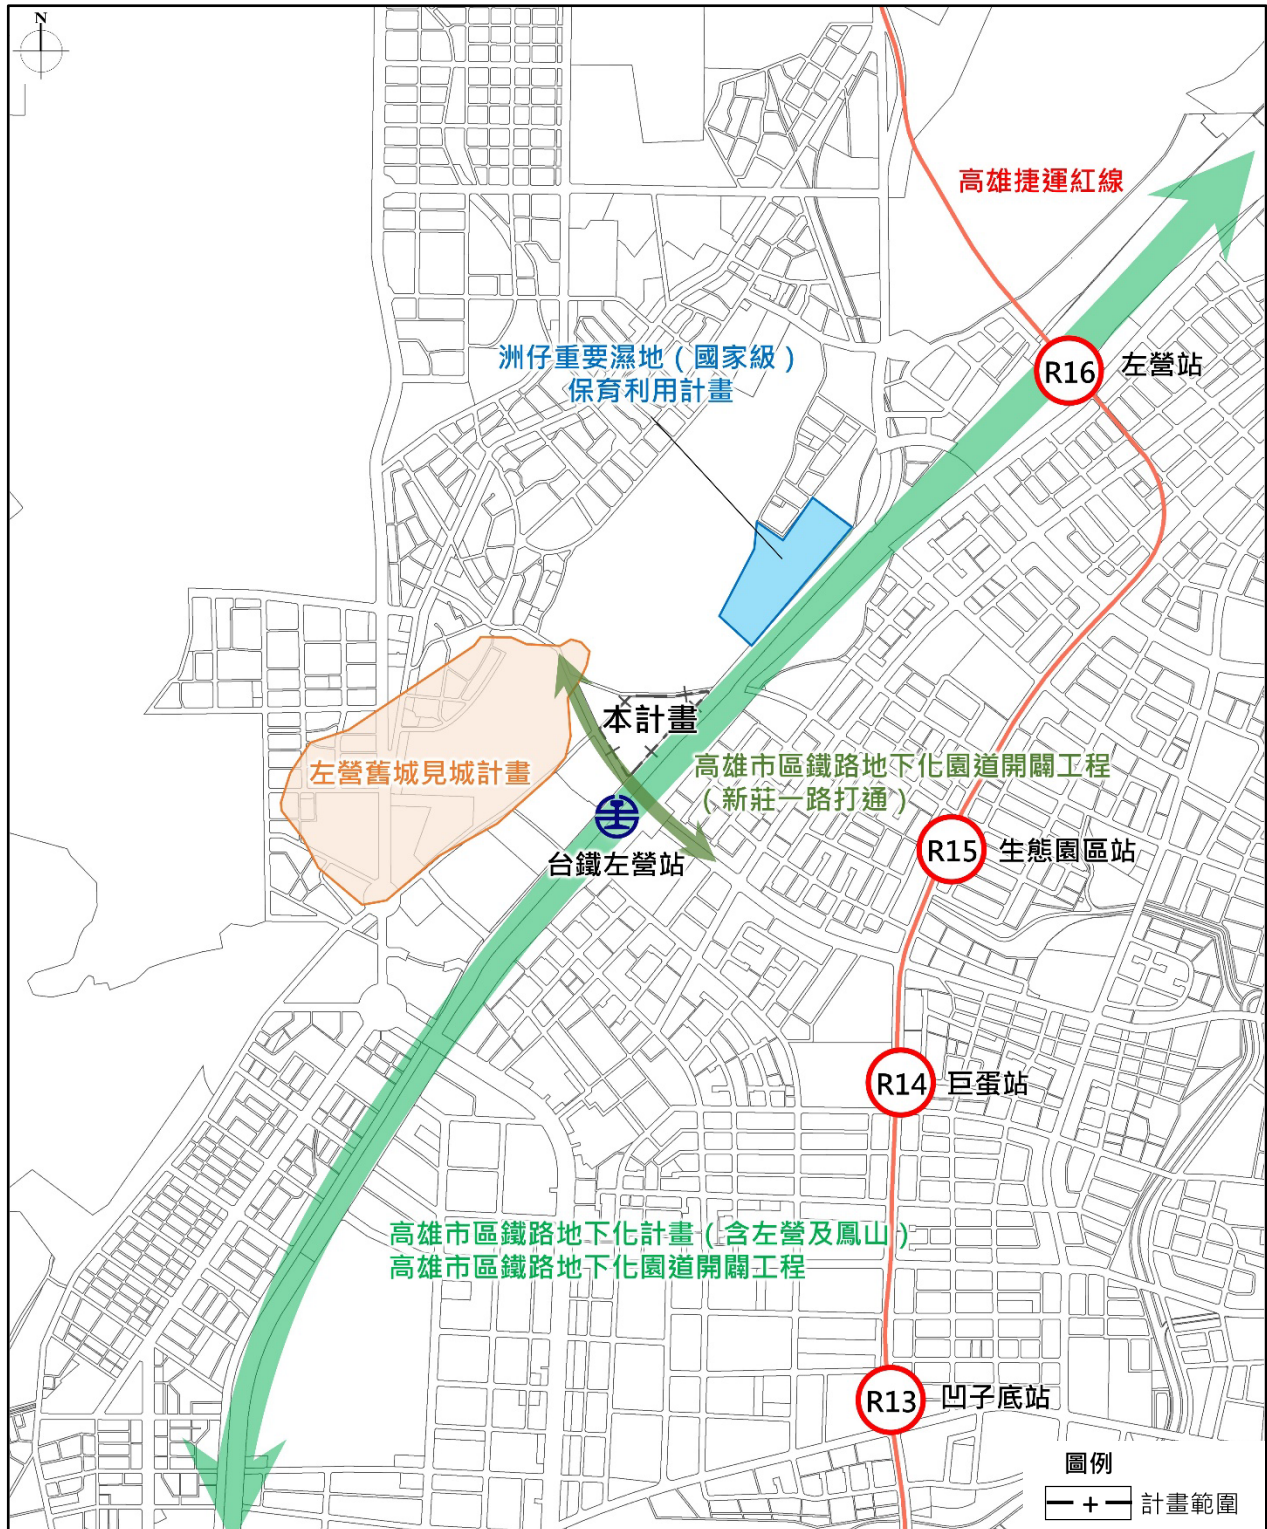 N
高雄捷運紅線
R16
左營站
洲仔重要濕地（國家級）
保育利用計畫
本計畫
左營舊城見城計畫
高雄市區鐵路地下化園道開闢工程
（新莊一路打通）
台鐵左營站
R15
生態園區站
R14
巨蛋站
高雄市區鐵路地下化計畫（含左營及鳳山）
高雄市區鐵路地下化園道開闢工程
R13
凹子底站
圖例
計畫範圍